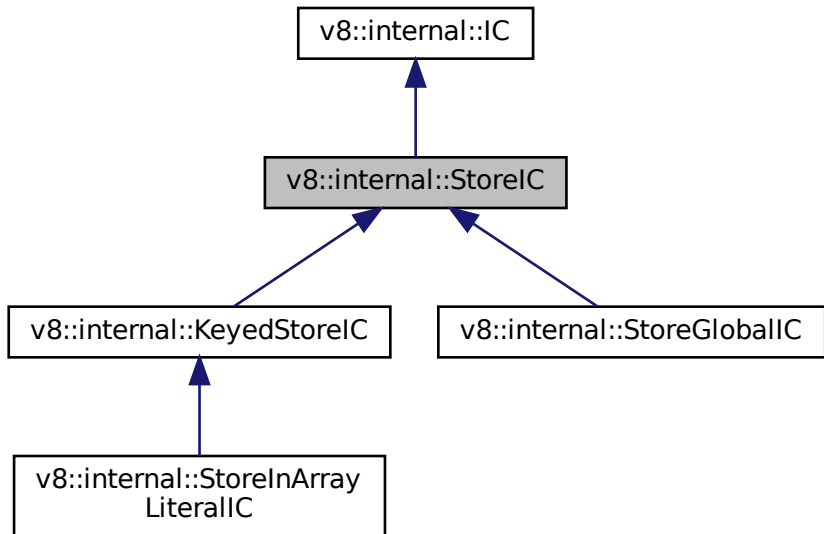 v8::internal::IC
v8::internal::StoreIC
v8::internal::KeyedStoreIC
v8::internal::StoreGlobalIC
v8::internal::StoreInArray
LiteralIC